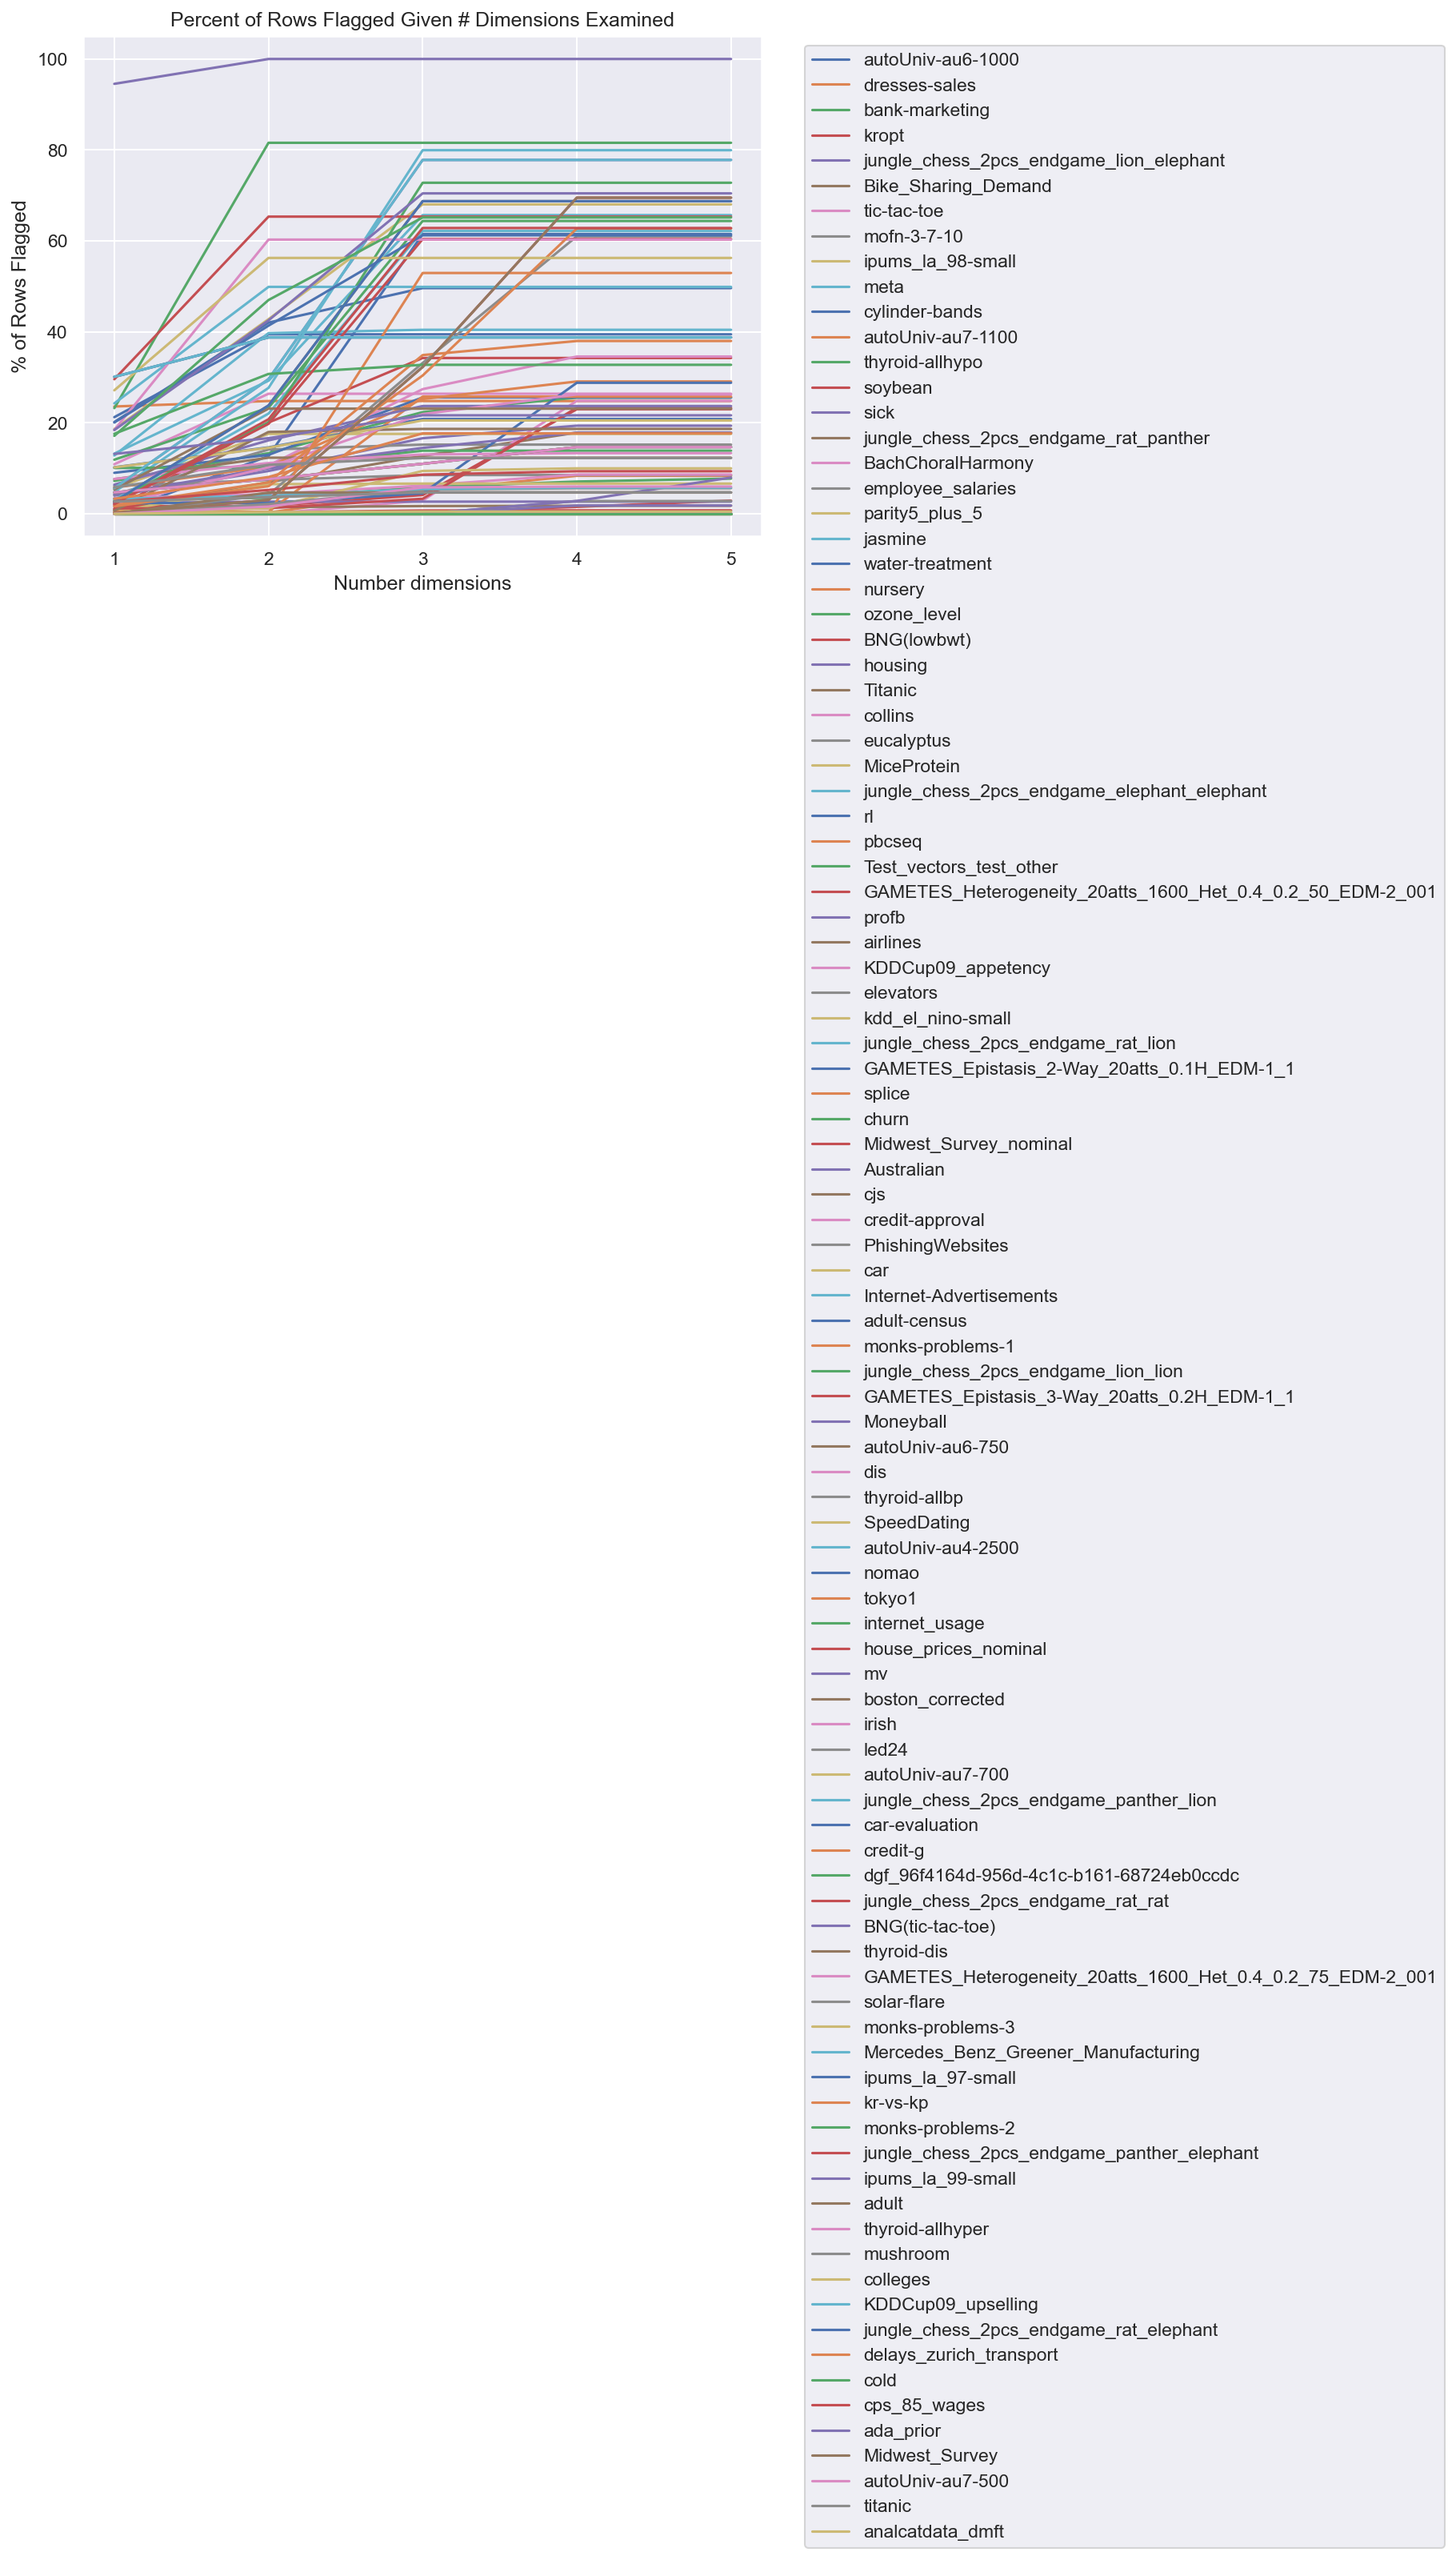 Percent of Rows Flagged Given # Dimensions Examined
100
80
60
40
20
0
% of Rows Flagged
1 2 3 4 5
Number dimensions
autoUniv-au6-1000
dresses-sales
bank-marketing
kropt
jungle_chess_2pcs_endgame_lion_elephant
Bike_Sharing_Demand
tic-tac-toe
mofn-3-7-10
ipums_la_98-small
meta
cylinder-bands
autoUniv-au7-1100
thyroid-allhypo
soybean
sick
jungle_chess_2pcs_endgame_rat_panther
BachChoralHarmony
employee_salaries
parity5_plus_5
jasmine
water-treatment
nursery
ozone_level
BNG(lowbwt)
housing
Titanic
collins
eucalyptus
MiceProtein
jungle_chess_2pcs_endgame_elephant_elephant
rl
pbcseq
Test_vectors_test_other
GAMETES_Heterogeneity_20atts_1600_Het_0.4_0.2_50_EDM-2_001
profb
airlines
KDDCup09_appetency
elevators
kdd_el_nino-small
jungle_chess_2pcs_endgame_rat_lion
GAMETES_Epistasis_2-Way_20atts_0.1H_EDM-1_1
splice
churn
Midwest_Survey_nominal
Australian
cjs
credit-approval
PhishingWebsites
car
Internet-Advertisements
adult-census
monks-problems-1
jungle_chess_2pcs_endgame_lion_lion
GAMETES_Epistasis_3-Way_20atts_0.2H_EDM-1_1
Moneyball
autoUniv-au6-750
dis
thyroid-allbp
SpeedDating
autoUniv-au4-2500
nomao
tokyo1
internet_usage
house_prices_nominal
mv
boston_corrected
irish
led24
autoUniv-au7-700
jungle_chess_2pcs_endgame_panther_lion
car-evaluation
credit-g
dgf_96f4164d-956d-4c1c-b161-68724eb0ccdc
jungle_chess_2pcs_endgame_rat_rat
BNG(tic-tac-toe)
thyroid-dis
GAMETES_Heterogeneity_20atts_1600_Het_0.4_0.2_75_EDM-2_001
solar-flare
monks-problems-3
Mercedes_Benz_Greener_Manufacturing
ipums_la_97-small
kr-vs-kp
monks-problems-2
jungle_chess_2pcs_endgame_panther_elephant
ipums_la_99-small
adult
thyroid-allhyper
mushroom
colleges
KDDCup09_upselling
jungle_chess_2pcs_endgame_rat_elephant
delays_zurich_transport
cold
cps_85_wages
ada_prior
Midwest_Survey
autoUniv-au7-500
titanic
analcatdata_dmft